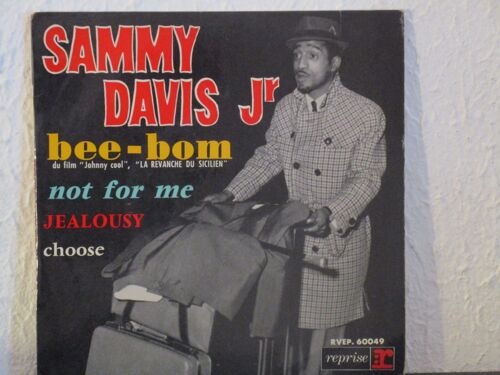 SAMMY
DAVIS Jr
bee-bom
du film "Johnny cool", "LA REVANCHE DU SICILIEN"
not for me
JEALOUSY
choose
RVEP. 60049
reprise r